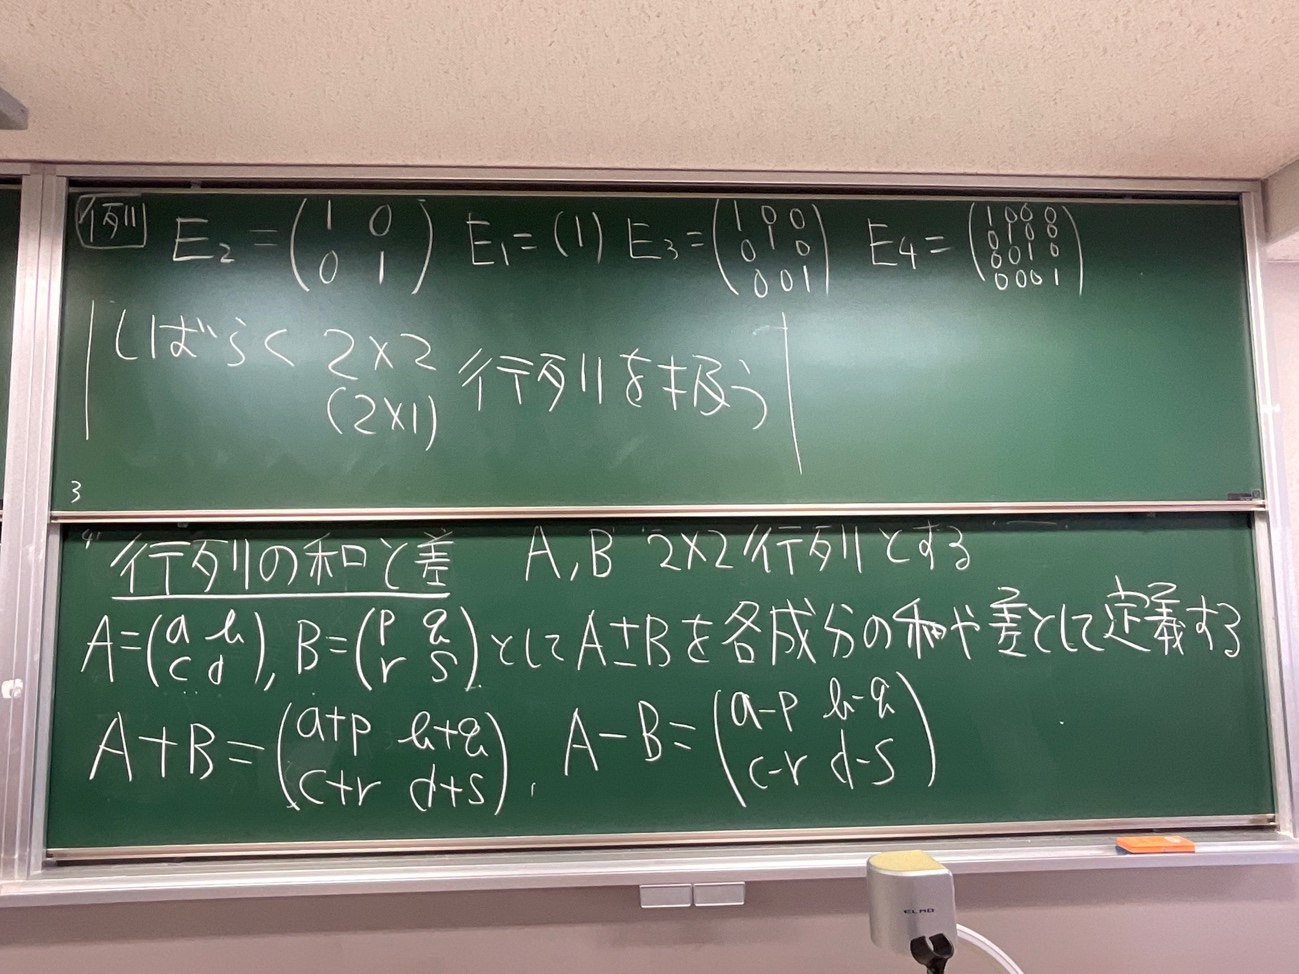 行列 E₂ = (1 0 / 0 1) E₁ = (1) E₃ = (1 0 0 / 0 1 0 / 0 0 1) E₄ = (1 0 0 0 / 0 1 0 0 / 0 0 1 0 / 0 0 0 1)
しばらく 2×2 (2×1) 行列を扱う
3
4 行列の和と差 A, B 2×2行列とする
A = (a b / c d), B = (p q / r s) として A±B を各成分の和や差として定義する
A+B = (a+p b+q / c+r d+s), A−B = (a−p b−q / c−r d−s)
ELMO